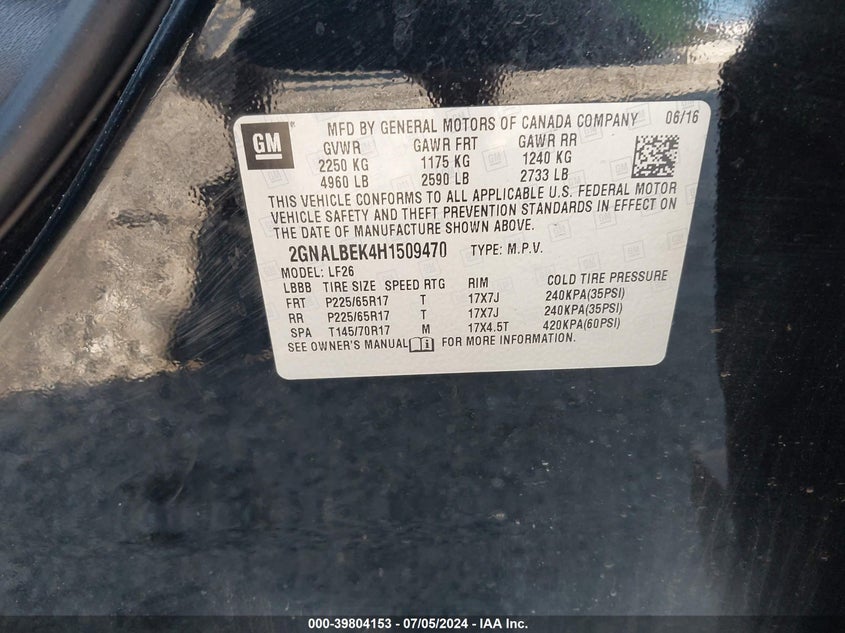 GM
MFD BY GENERAL MOTORS OF CANADA COMPANY 06/16
GVWR GAWR FRT GAWR RR
2250 KG 1175 KG 1240 KG
4960 LB 2590 LB 2733 LB
THIS VEHICLE CONFORMS TO ALL APPLICABLE U.S. FEDERAL MOTOR
VEHICLE SAFETY AND THEFT PREVENTION STANDARDS IN EFFECT ON
THE DATE OF MANUFACTURE SHOWN ABOVE.
2GNALBEK4H1509470 TYPE: M.P.V.
MODEL: LF26
LBBB TIRE SIZE SPEED RTG RIM COLD TIRE PRESSURE
FRT P225/65R17 T 17X7J 240KPA(35PSI)
RR P225/65R17 T 17X7J 240KPA(35PSI)
SPA T145/70R17 M 17X4.5T 420KPA(60PSI)
SEE OWNER'S MANUAL FOR MORE INFORMATION.
000-39804153 - 07/05/2024 - IAA Inc.